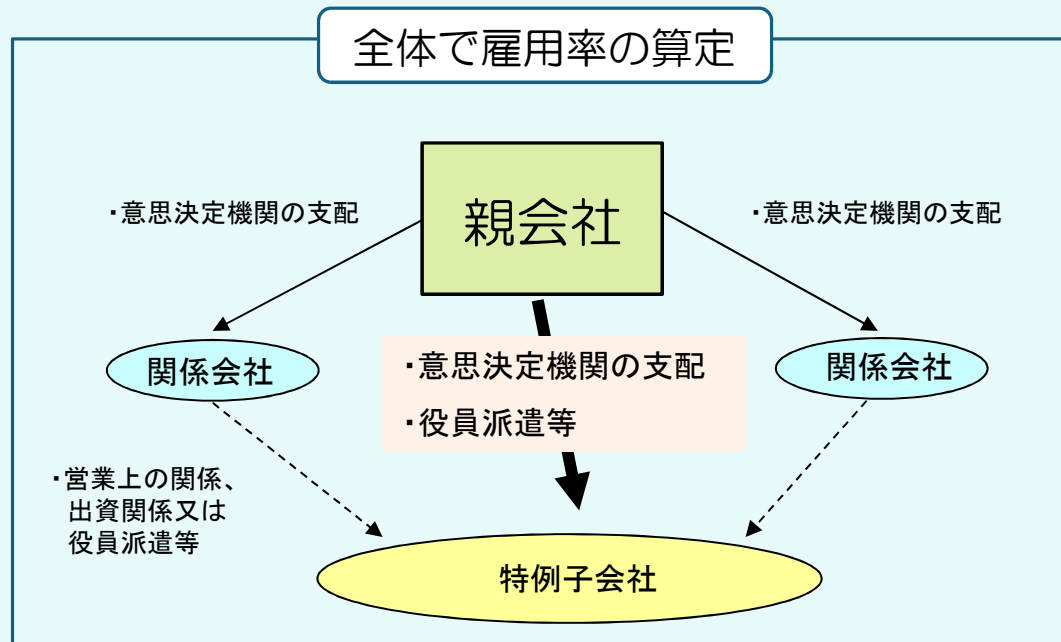 全体で雇用率の算定
親会社
・意思決定機関の支配
・意思決定機関の支配
関係会社
・意思決定機関の支配
・役員派遣等
関係会社
・営業上の関係、
出資関係又は
役員派遣等
特例子会社